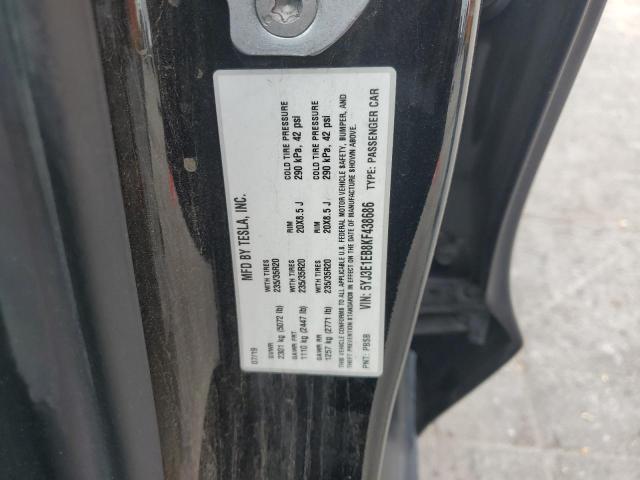 07/19 MFD BY TESLA, INC.
GVWR WITH TIRES RIM COLD TIRE PRESSURE
2301 kg (5072 lb) 235/35R20 20X8.5 J 290 kPa, 42 psi
GAWR FRT WITH TIRES RIM COLD TIRE PRESSURE
1110 kg (2447 lb) 235/35R20 20X8.5 J 290 kPa, 42 psi
GAWR RR WITH TIRES RIM COLD TIRE PRESSURE
1257 kg (2771 lb) 235/35R20 20X8.5 J 290 kPa, 42 psi
THIS VEHICLE CONFORMS TO ALL APPLICABLE U.S. FEDERAL MOTOR VEHICLE SAFETY, BUMPER, AND
THEFT PREVENTION STANDARDS IN EFFECT ON THE DATE OF MANUFACTURE SHOWN ABOVE.
PNT: PBSB VIN: 5YJ3E1EB8KF438686 TYPE: PASSENGER CAR